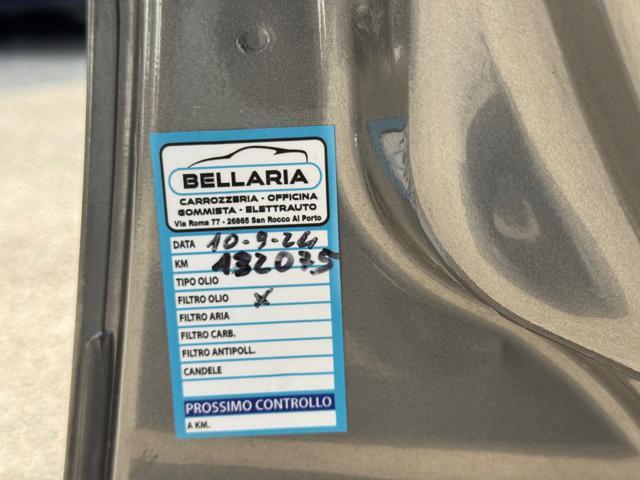 BELLARIA
CARROZZERIA - OFFICINA
GOMMISTA - ELETTRAUTO
Via Roma 77 - 26865 San Rocco Al Porto
DATA 10-9-24
KM 132075
TIPO OLIO
FILTRO OLIO X
FILTRO ARIA
FILTRO CARB.
FILTRO ANTIPOLL.
CANDELE
PROSSIMO CONTROLLO
A KM.